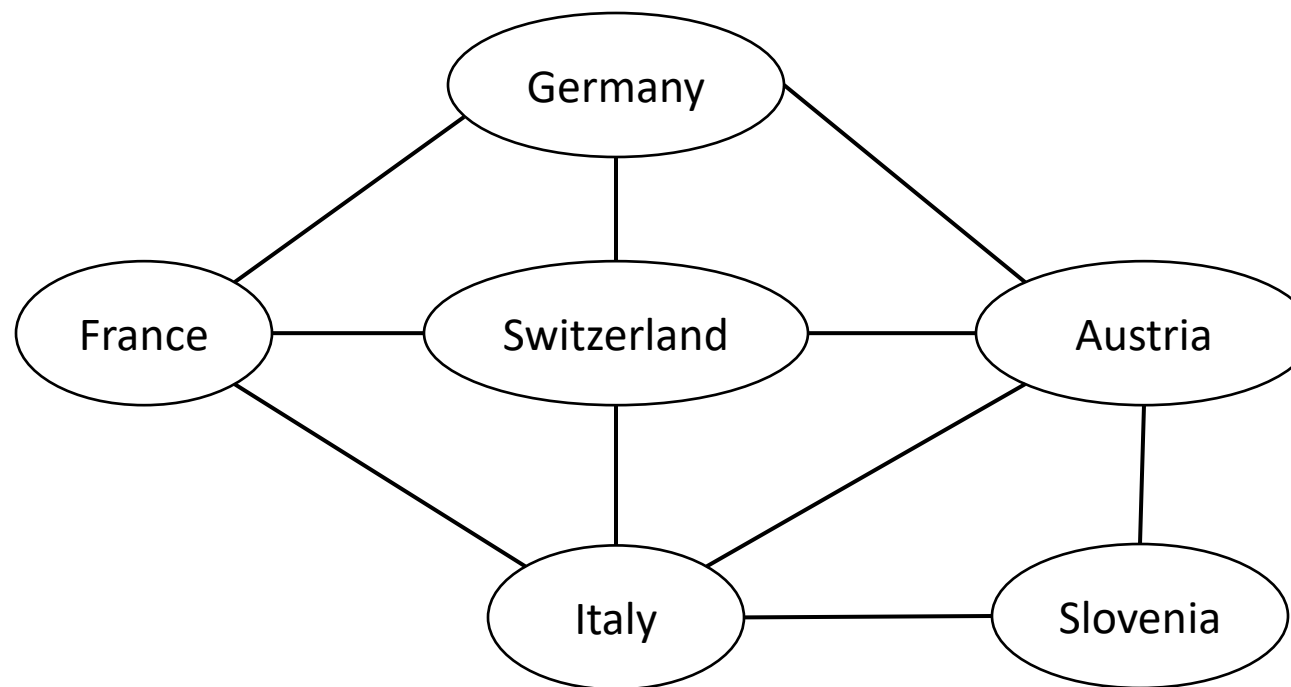 Germany
France
Switzerland
Austria
Italy
Slovenia